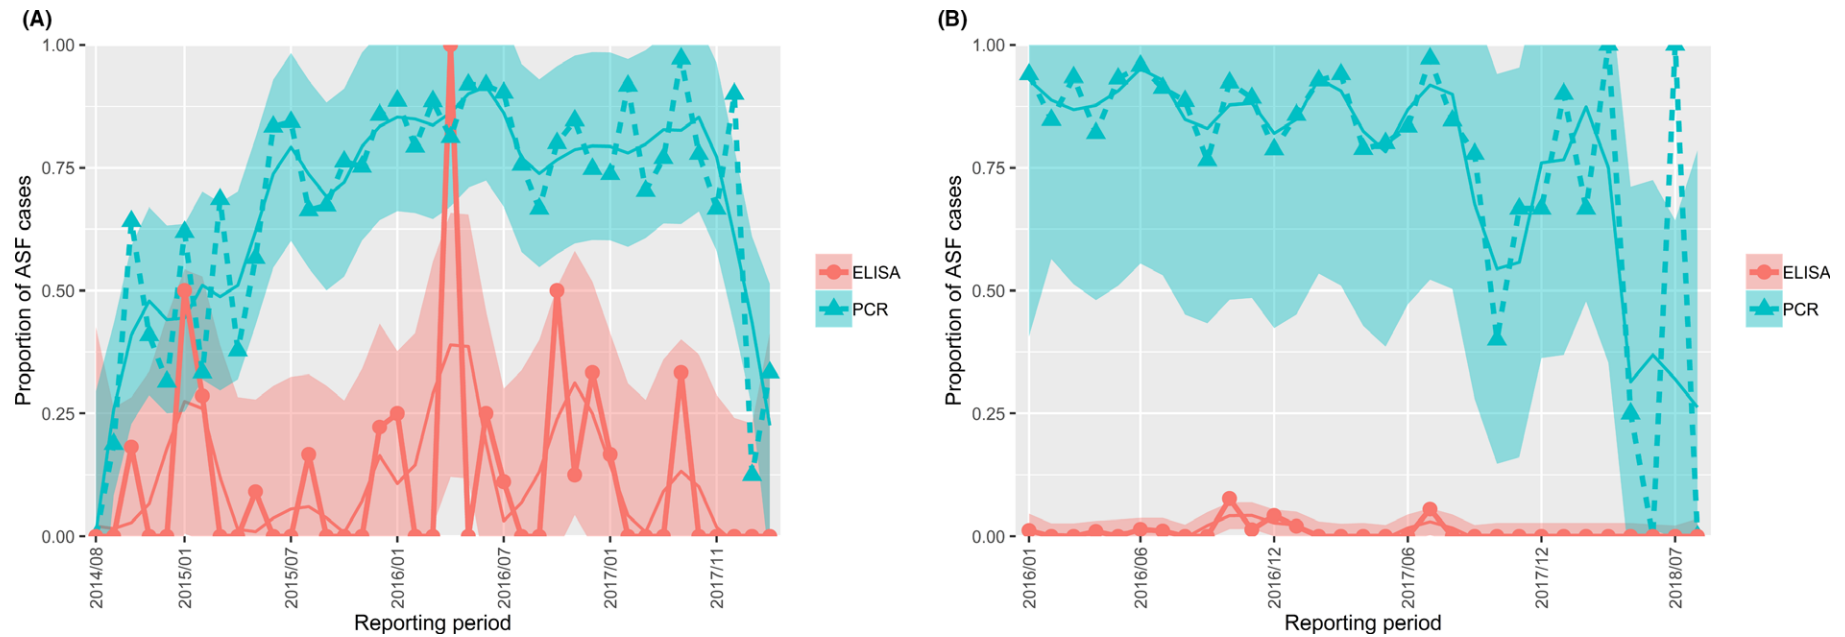 (A)
1.00
0.75
0.50
0.25
0.00
Proportion of ASF cases
2014/08
2015/01
2015/07
2016/01
2016/07
2017/01
2017/11
Reporting period
ELISA
PCR
(B)
1.00
0.75
0.50
0.25
0.00
Proportion of ASF cases
2016/01
2016/06
2016/12
2017/06
2017/12
2018/07
Reporting period
ELISA
PCR